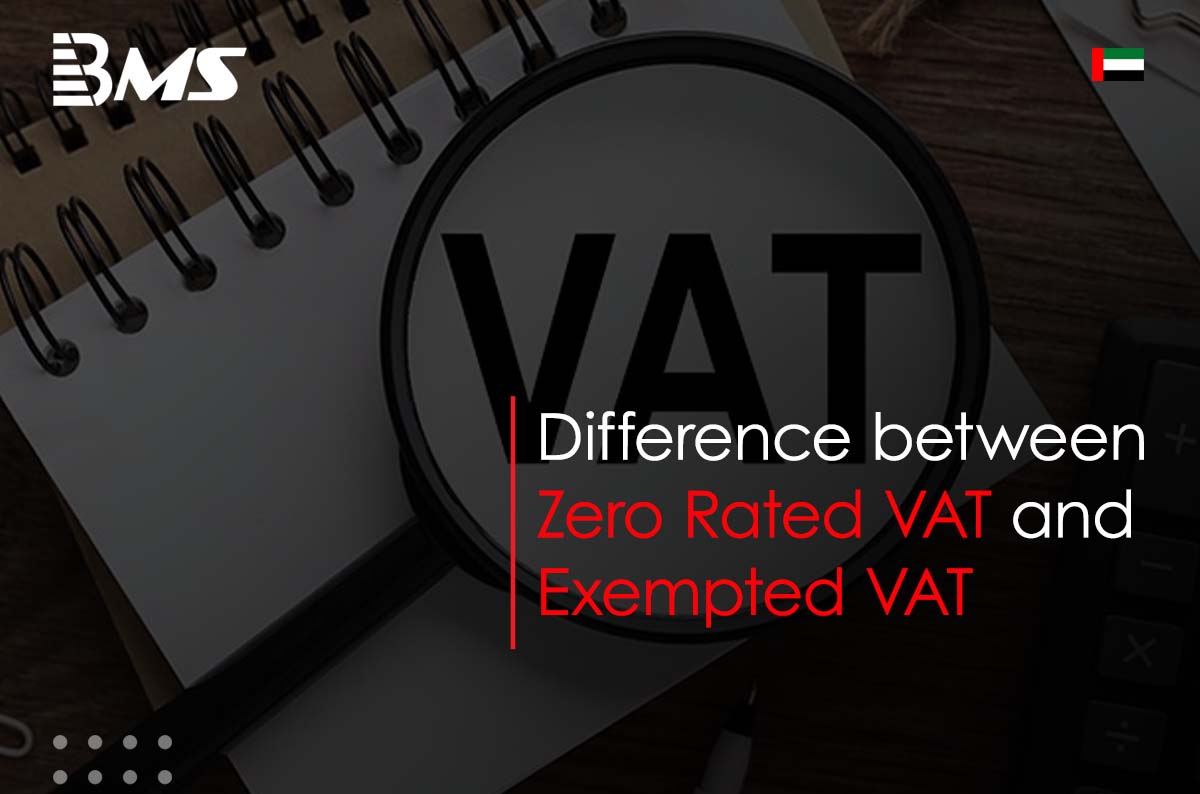 BMS
VAT
Difference between
Zero Rated VAT and
Exempted VAT